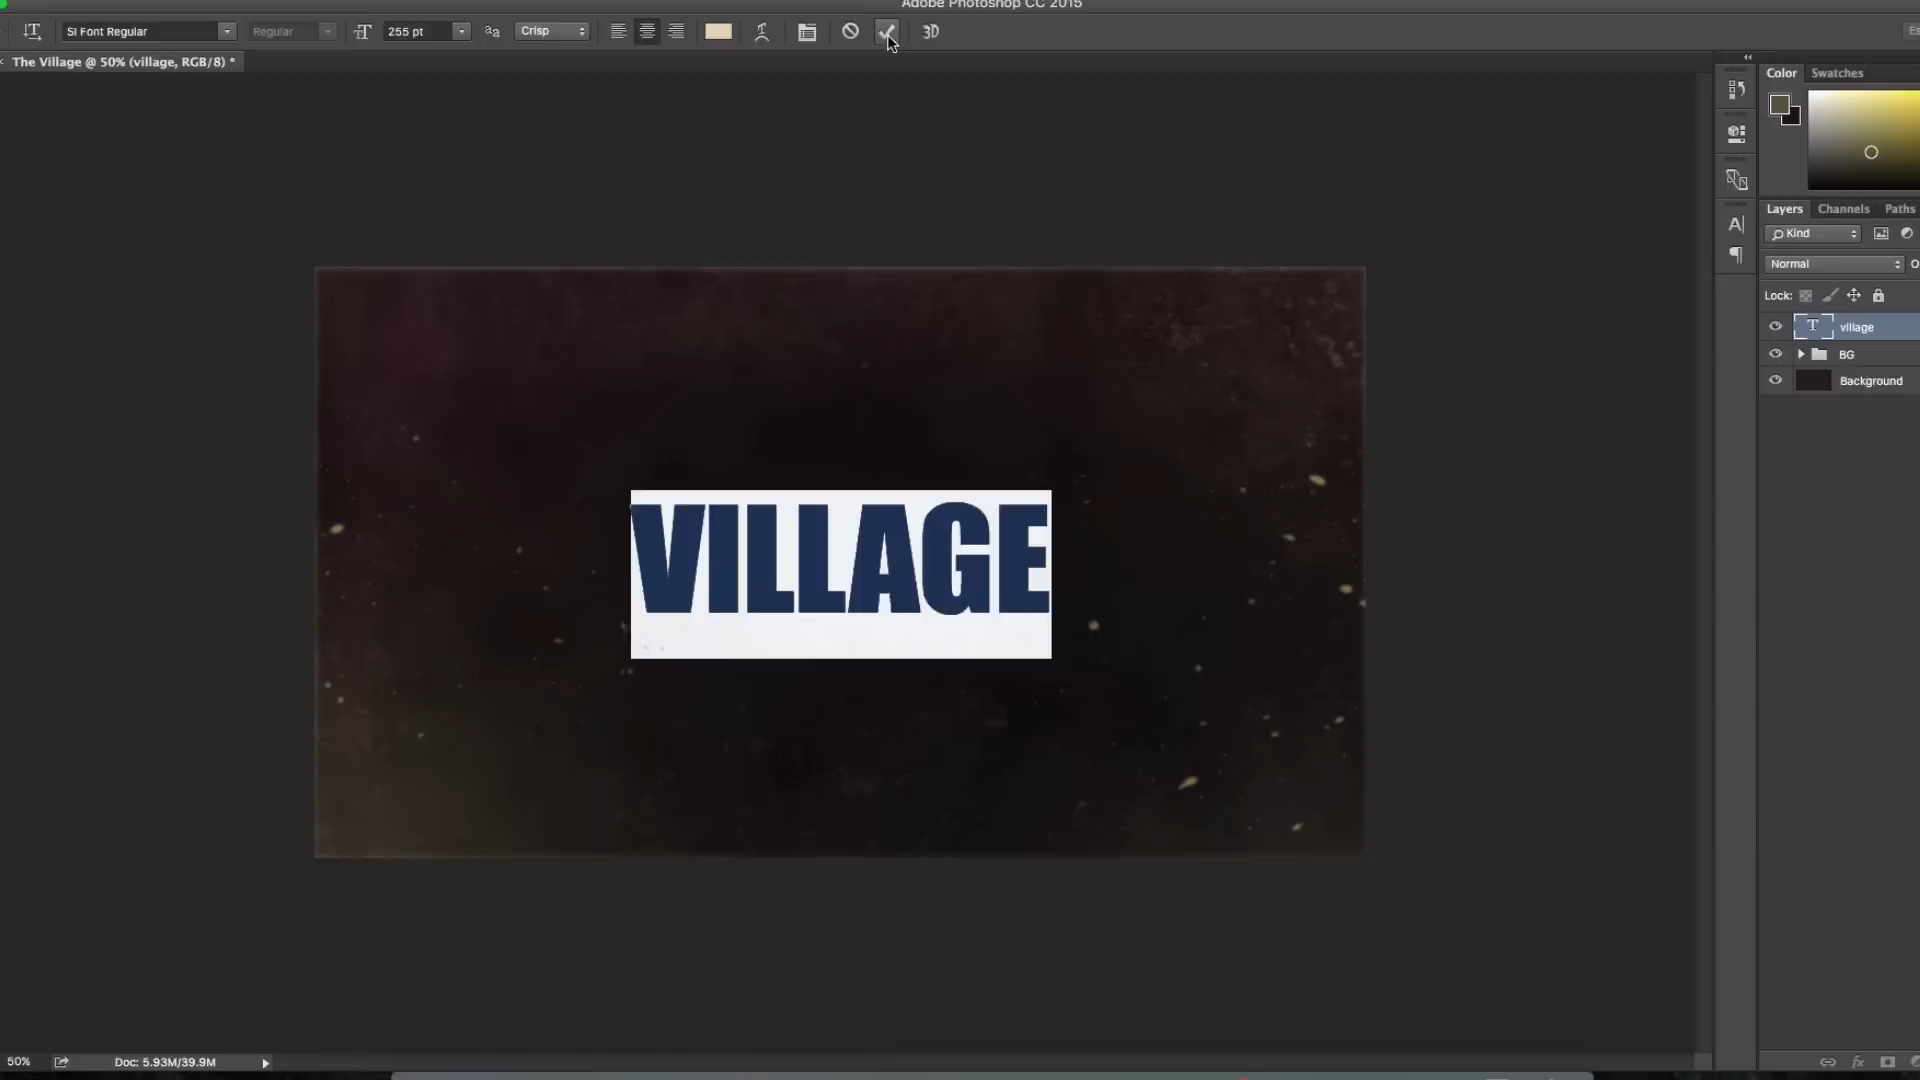 Adobe Photoshop CC 2015
SI Font Regular
Regular
255 pt
Crisp
3D
The Village @ 50% (village, RGB/8) *
Color
Swatches
Layers
Channels
Paths
Kind
Normal
Lock:
village
BG
Background
VILLAGE
50%
Doc: 5.93M/39.9M